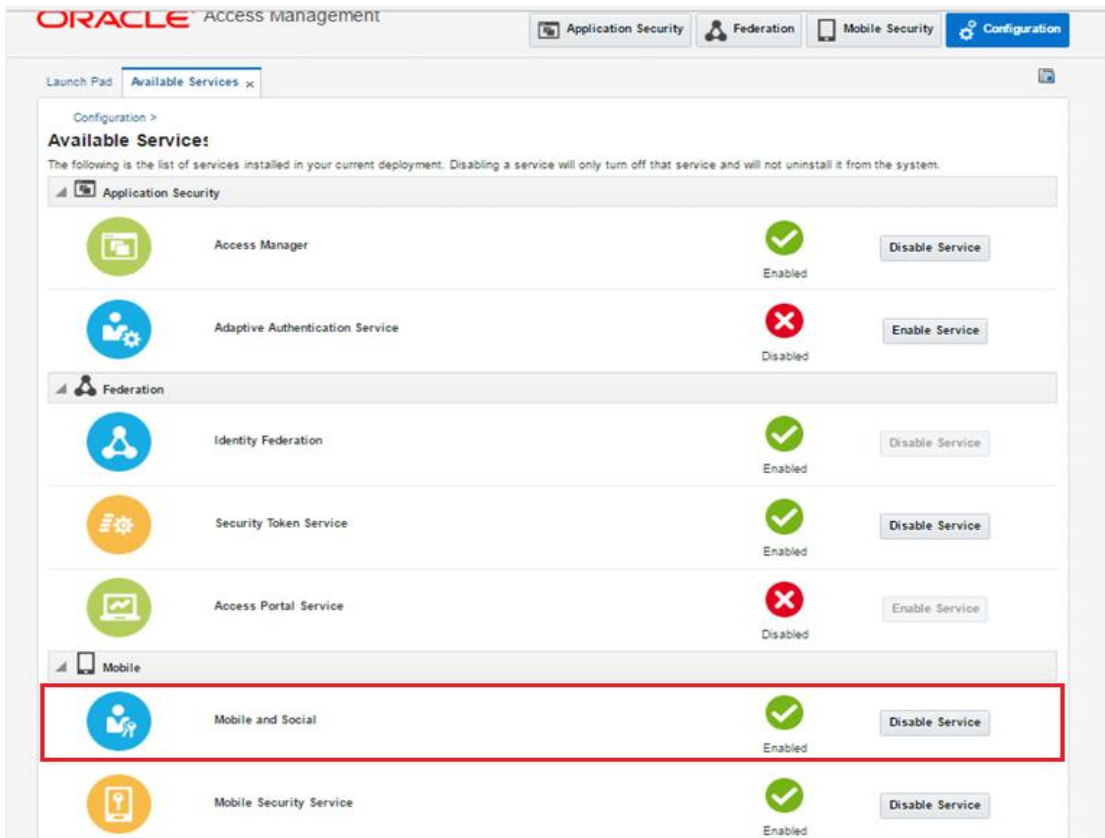 ORACLE Access Management
Application Security
Federation
Mobile Security
Configuration
Launch Pad
Available Services x
Configuration >
Available Services
The following is the list of services installed in your current deployment. Disabling a service will only turn off that service and will not uninstall it from the system.
Application Security
Access Manager
Enabled
Disable Service
Adaptive Authentication Service
Disabled
Enable Service
Federation
Identity Federation
Enabled
Disable Service
Security Token Service
Enabled
Disable Service
Access Portal Service
Disabled
Enable Service
Mobile
Mobile and Social
Enabled
Disable Service
Mobile Security Service
Enabled
Disable Service